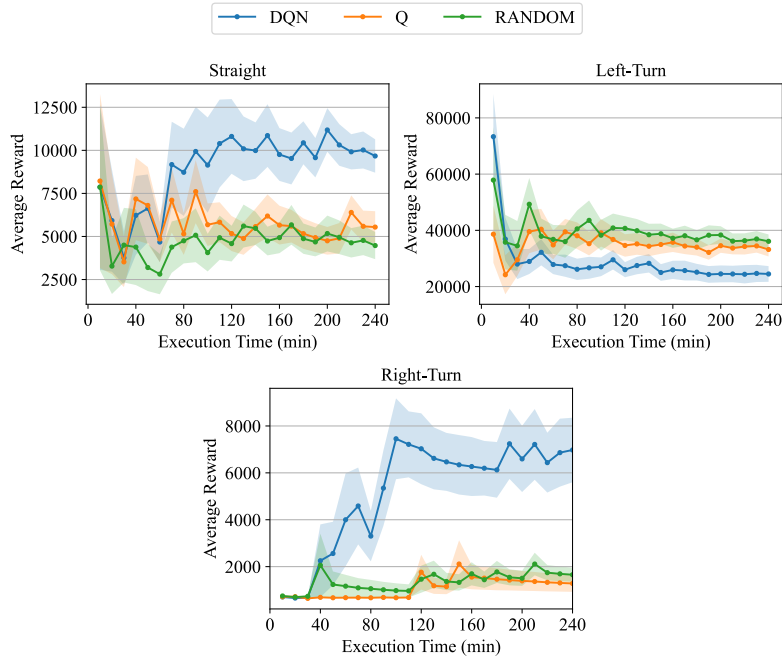 DQN Q RANDOM
Straight
Average Reward
12500
10000
7500
5000
2500
0 40 80 120 160 200 240
Execution Time (min)
Left-Turn
Average Reward
80000
60000
40000
20000
0 40 80 120 160 200 240
Execution Time (min)
Right-Turn
Average Reward
8000
6000
4000
2000
0 40 80 120 160 200 240
Execution Time (min)